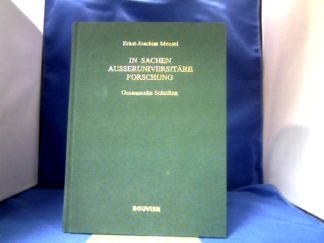 Ernst-Joachim Meusel
IN SACHEN
AUSSERUNIVERSITÄRE
FORSCHUNG
Gesammelte Schriften
BOUVIER